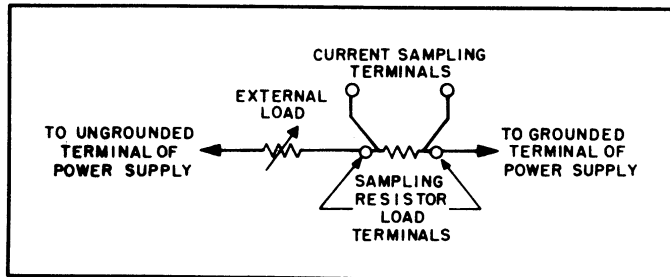 CURRENT SAMPLING
TERMINALS
EXTERNAL
LOAD
TO UNGROUNDED
TERMINAL OF
POWER SUPPLY
TO GROUNDED
TERMINAL OF
POWER SUPPLY
SAMPLING
RESISTOR
LOAD
TERMINALS